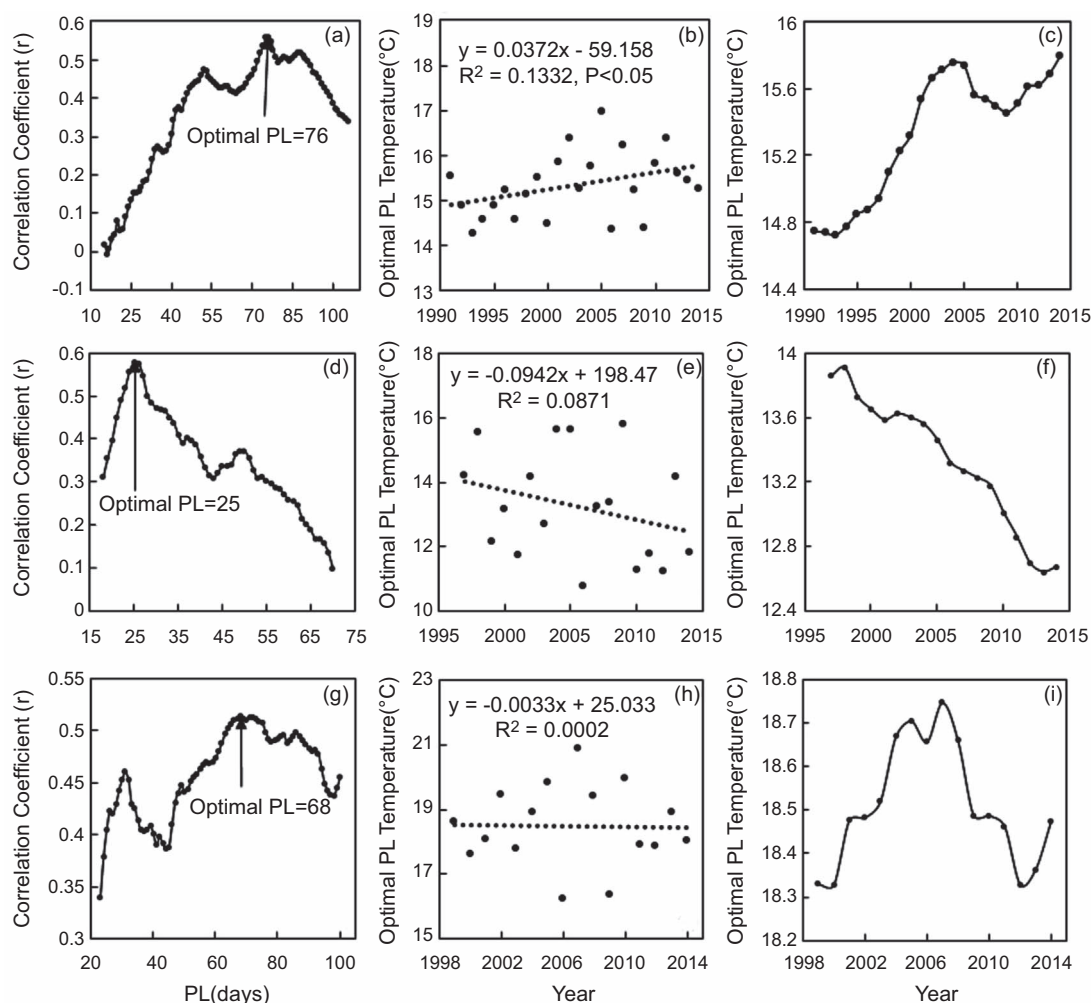 Correlation Coefficient (r)
0.6
0.5
0.4
0.3
0.2
0.1
0
-0.1
(a)
Optimal PL=76
10 25 40 55 70 85 100
Optimal PL Temperature(°C)
19
18
17
16
15
14
13
(b)
y = 0.0372x - 59.158
R² = 0.1332, P<0.05
1990 1995 2000 2005 2010 2015
Optimal PL Temperature(°C)
16
15.6
15.2
14.8
14.4
(c)
1990 1995 2000 2005 2010 2015
Correlation Coefficient (r)
0.6
0.5
0.4
0.3
0.2
0.1
0
(d)
Optimal PL=25
15 25 35 45 55 65 75
Optimal PL Temperature(°C)
18
16
14
12
10
(e)
y = -0.0942x + 198.47
R² = 0.0871
1995 2000 2005 2010 2015
Optimal PL Temperature(°C)
14
13.6
13.2
12.8
12.4
(f)
1995 2000 2005 2010 2015
Correlation Coefficient (r)
0.55
0.5
0.45
0.4
0.35
0.3
(g)
Optimal PL=68
20 40 60 80 100
PL(days)
Optimal PL Temperature(°C)
23
21
19
17
15
(h)
y = -0.0033x + 25.033
R² = 0.0002
1998 2002 2006 2010 2014
Year
Optimal PL Temperature(°C)
18.8
18.7
18.6
18.5
18.4
18.3
18.2
(i)
1998 2002 2006 2010 2014
Year